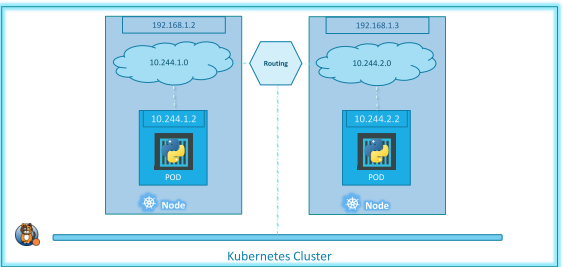 192.168.1.2
192.168.1.3
10.244.1.0
Routing
10.244.2.0
10.244.1.2
10.244.2.2
POD
POD
Node
Node
Kubernetes Cluster